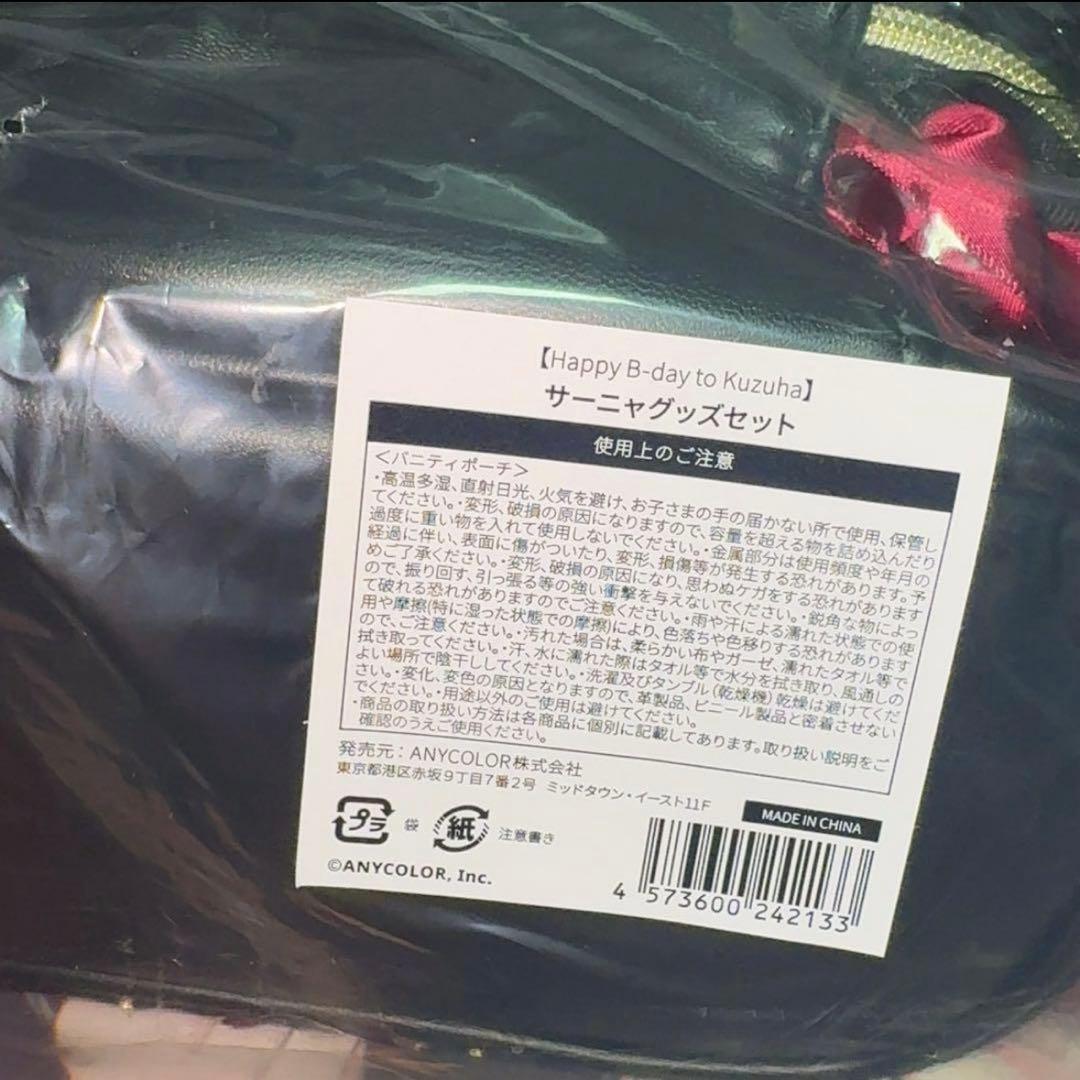 【Happy B-day to Kuzuha】
サーニャグッズセット
使用上のご注意
＜バニティポーチ＞
・高温多湿、直射日光、火気を避け、お子さまの手の届かない所で使用、保管し
てください。・変形、破損の原因になりますので、容量を超える物を詰め込んだり
過度に重い物を入れて使用しないでください。・金属部分は使用頻度や年月の
経過に伴い、表面に傷がついたり、変形、損傷等が発生する恐れがあります。予
めご了承ください。・変形、破損の原因になり、思わぬケガをする恐れがあります
ので、振り回す、引っ張る等の強い衝撃を与えないでください。・鋭角な物によっ
て破れる恐れがありますのでご注意ください。・雨や汗による濡れた状態での使
用や摩擦(特に湿った状態での摩擦)により、色落ちや色移りする恐れがあります
ので、ご注意ください。・汚れた場合は、柔らかい布やガーゼ、濡れたタオル等で
拭き取ってください。・汗、水に濡れた際はタオル等で水分を拭き取り、風通しの
よい場所で陰干ししてください。・洗濯及びタンブル(乾燥機)乾燥は避けてくだ
さい。・変化、変色の原因となりますので、革製品、ビニール製品と密着させない
でください。・用途以外のご使用は避けてください。
・商品の取り扱い方法は各商品に個別に記載してあります。取り扱い説明をご
確認のうえご使用ください。
発売元：ANYCOLOR株式会社
東京都港区赤坂9丁目7番2号 ミッドタウン・イースト11F
プラ 袋 紙 注意書き
MADE IN CHINA
©ANYCOLOR, Inc.
4 573600 242133